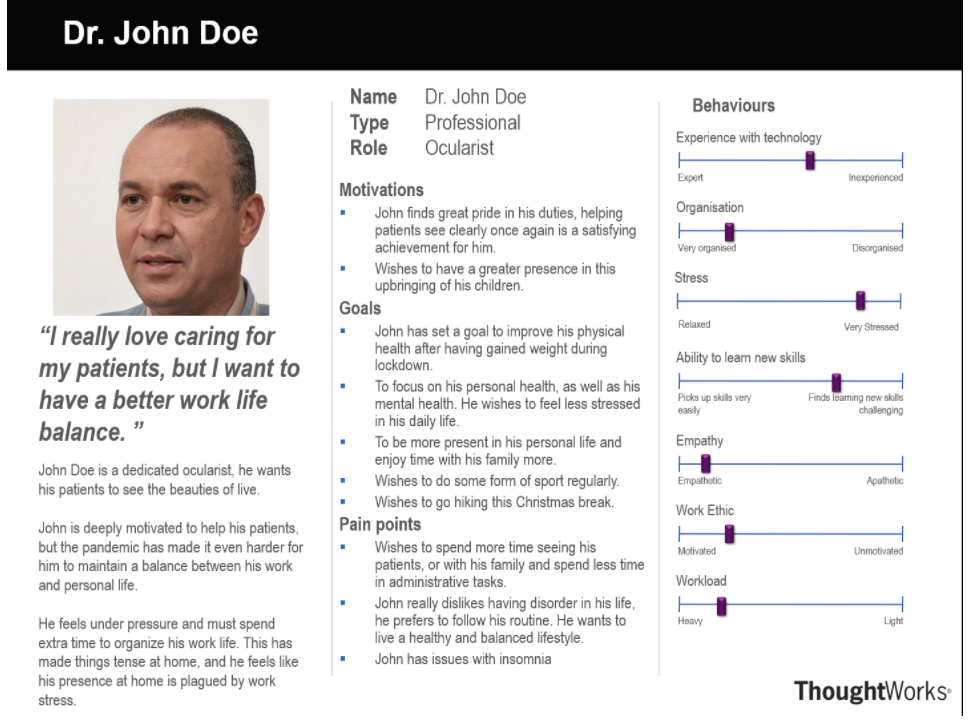 Dr. John Doe
“I really love caring for
my patients, but I want to
have a better work life
balance. ”
John Doe is a dedicated ocularist, he wants
his patients to see the beauties of live.
John is deeply motivated to help his patients,
but the pandemic has made it even harder for
him to maintain a balance between his work
and personal life.
He feels under pressure and must spend
extra time to organize his work life. This has
made things tense at home, and he feels like
his presence at home is plagued by work
stress.
Name Dr. John Doe
Type Professional
Role Ocularist
Motivations
▪ John finds great pride in his duties, helping
patients see clearly once again is a satisfying
achievement for him.
▪ Wishes to have a greater presence in this
upbringing of his children.
Goals
▪ John has set a goal to improve his physical
health after having gained weight during
lockdown.
▪ To focus on his personal health, as well as his
mental health. He wishes to feel less stressed
in his daily life.
▪ To be more present in his personal life and
enjoy time with his family more.
▪ Wishes to do some form of sport regularly.
▪ Wishes to go hiking this Christmas break.
Pain points
▪ Wishes to spend more time seeing his
patients, or with his family and spend less time
in administrative tasks.
▪ John really dislikes having disorder in his life,
he prefers to follow his routine. He wants to
live a healthy and balanced lifestyle.
▪ John has issues with insomnia
Behaviours
Experience with technology
Expert Inexperienced
Organisation
Very organised Disorganised
Stress
Relaxed Very Stressed
Ability to learn new skills
Picks up skills very Finds learning new skills
easily challenging
Empathy
Empathetic Apathetic
Work Ethic
Motivated Unmotivated
Workload
Heavy Light
ThoughtWorks®